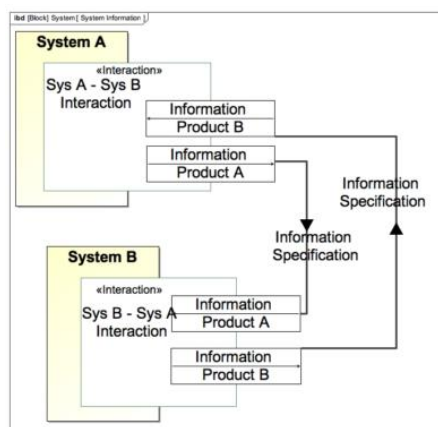 ibd [Block] System [ System Information ]
System A
«Interaction»
Sys A - Sys B
Interaction
Information
Product B
Information
Product A
Information
Specification
Information
Specification
System B
«Interaction»
Sys B - Sys A
Interaction
Information
Product A
Information
Product B